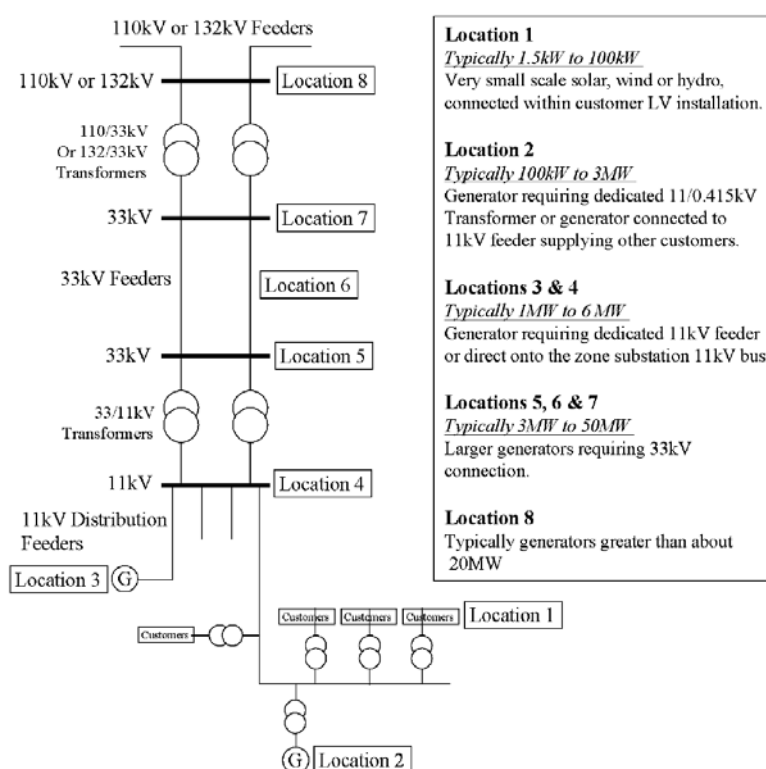 110kV or 132kV Feeders
110kV or 132kV
Location 8
110/33kV
Or 132/33kV
Transformers
33kV
Location 7
33kV Feeders
Location 6
33kV
Location 5
33/11kV
Transformers
11kV
Location 4
11kV Distribution
Feeders
Location 3
G
Customers
Customers
Customers
Customers
Location 1
G
Location 2
Location 1
Typically 1.5kW to 100kW
Very small scale solar, wind or hydro,
connected within customer LV installation.
Location 2
Typically 100kW to 3MW
Generator requiring dedicated 11/0.415kV
Transformer or generator connected to
11kV feeder supplying other customers.
Locations 3 & 4
Typically 1MW to 6 MW
Generator requiring dedicated 11kV feeder
or direct onto the zone substation 11kV bus
Locations 5, 6 & 7
Typically 3MW to 50MW
Larger generators requiring 33kV
connection.
Location 8
Typically generators greater than about
20MW